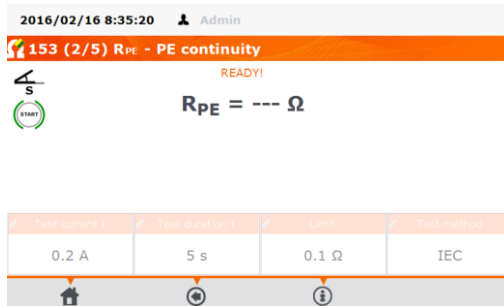 2016/02/16 8:35:20 Admin
153 (2/5) RPE - PE continuity
READY!
S
START
RPE = --- Ω
Test current I Test duration t Limit Test method
0.2 A 5 s 0.1 Ω IEC